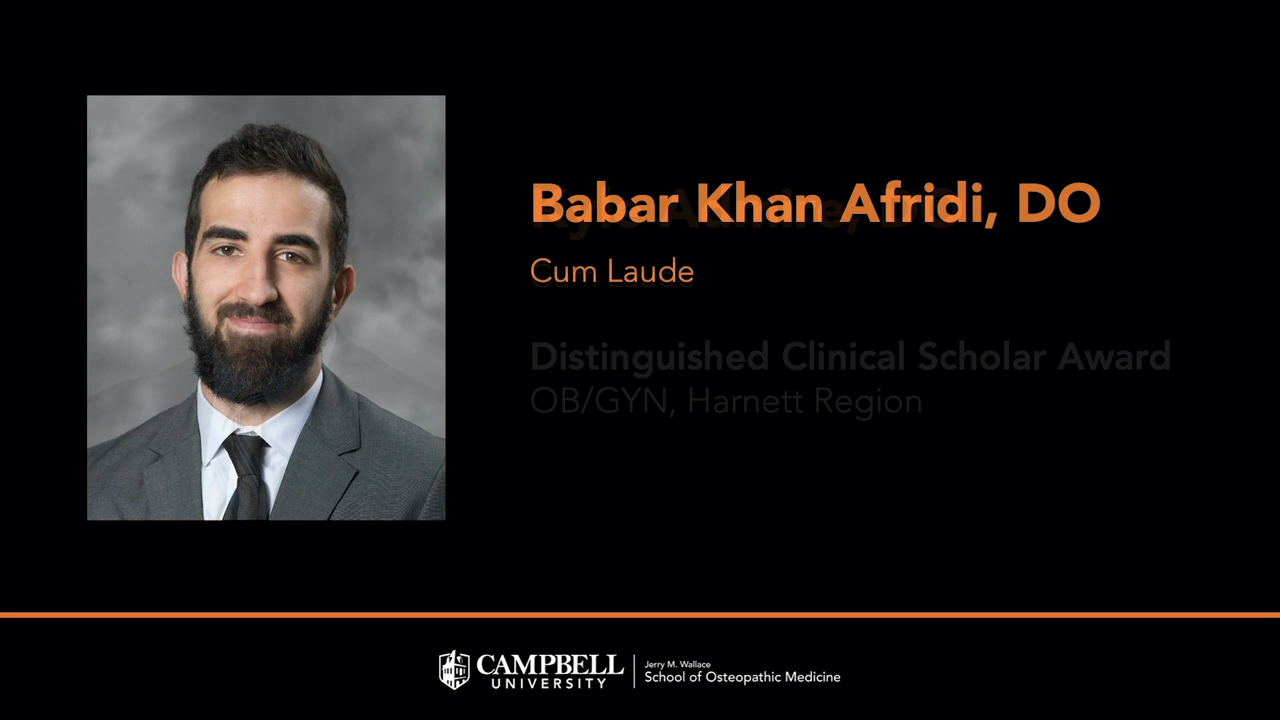 Babar Khan Afridi, DO
Cum Laude
Distinguished Clinical Scholar Award
OB/GYN, Harnett Region
CAMPBELL
UNIVERSITY
Jerry M. Wallace
School of Osteopathic Medicine